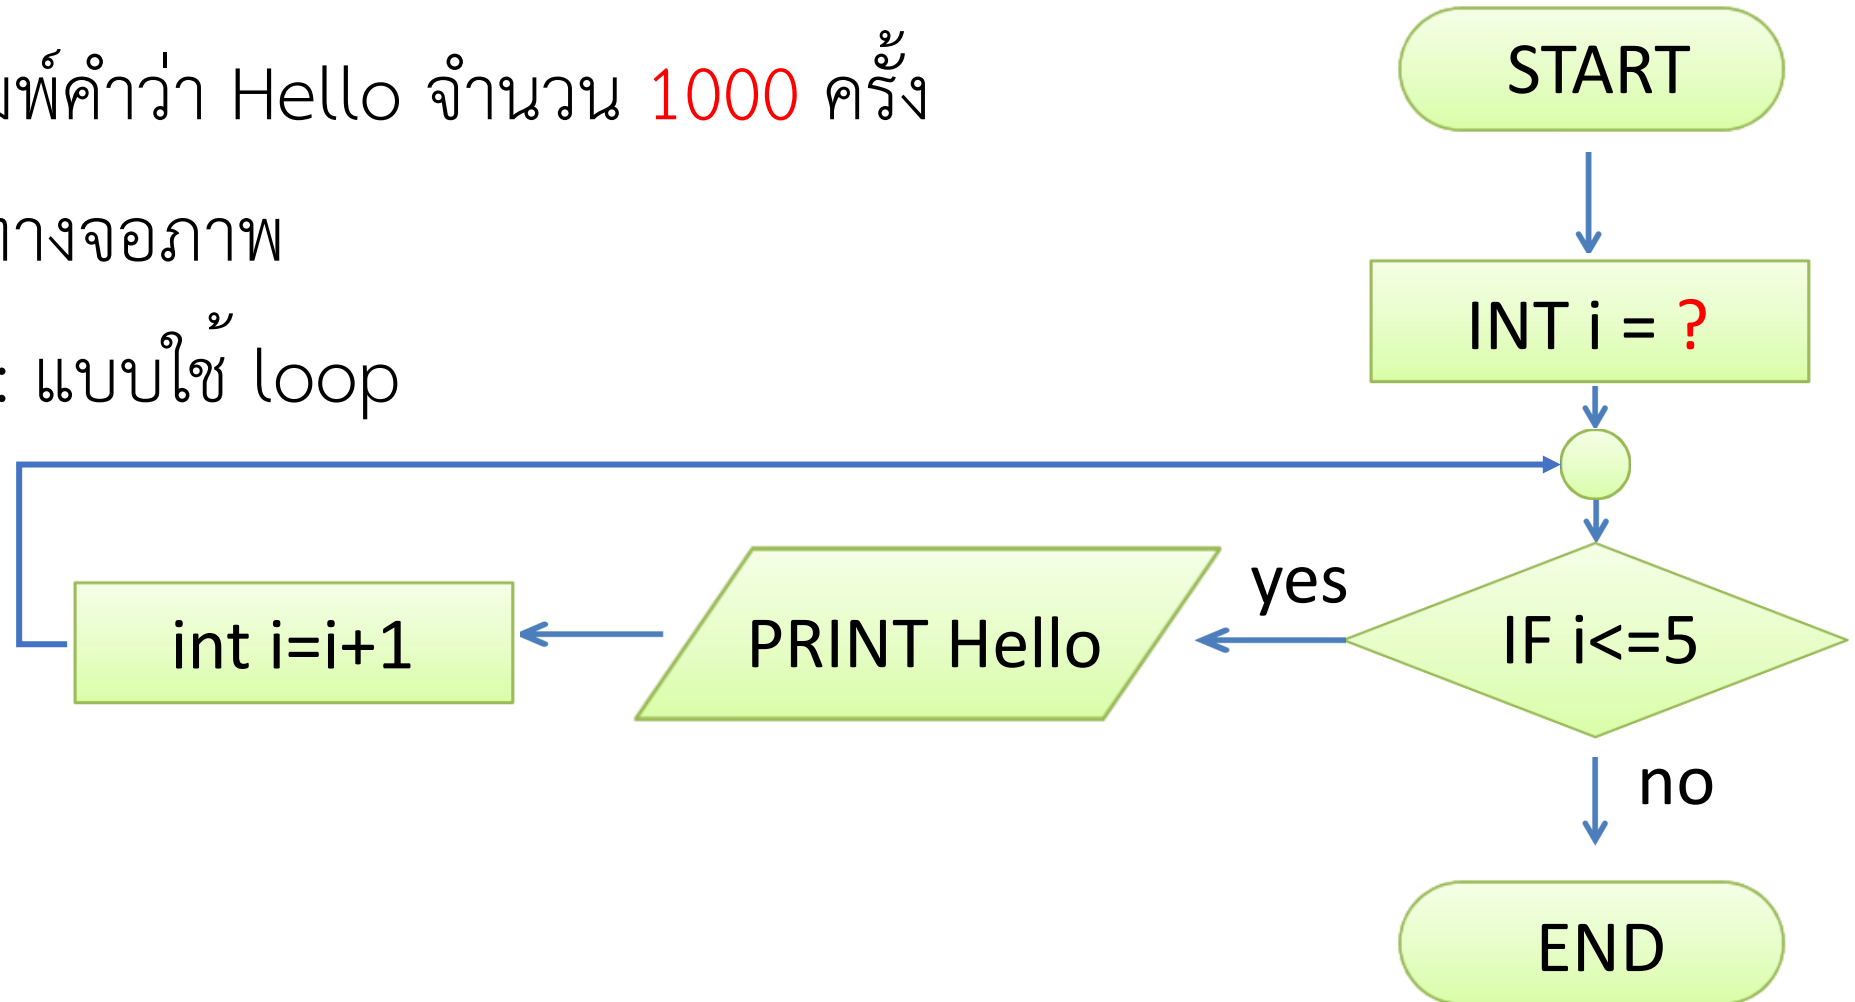 มพ์คำว่า Hello จำนวน 1000 ครั้ง
ทางจอภาพ
: แบบใช้ loop
START
INT i = ?
IF i<=5
yes
PRINT Hello
int i=i+1
no
END